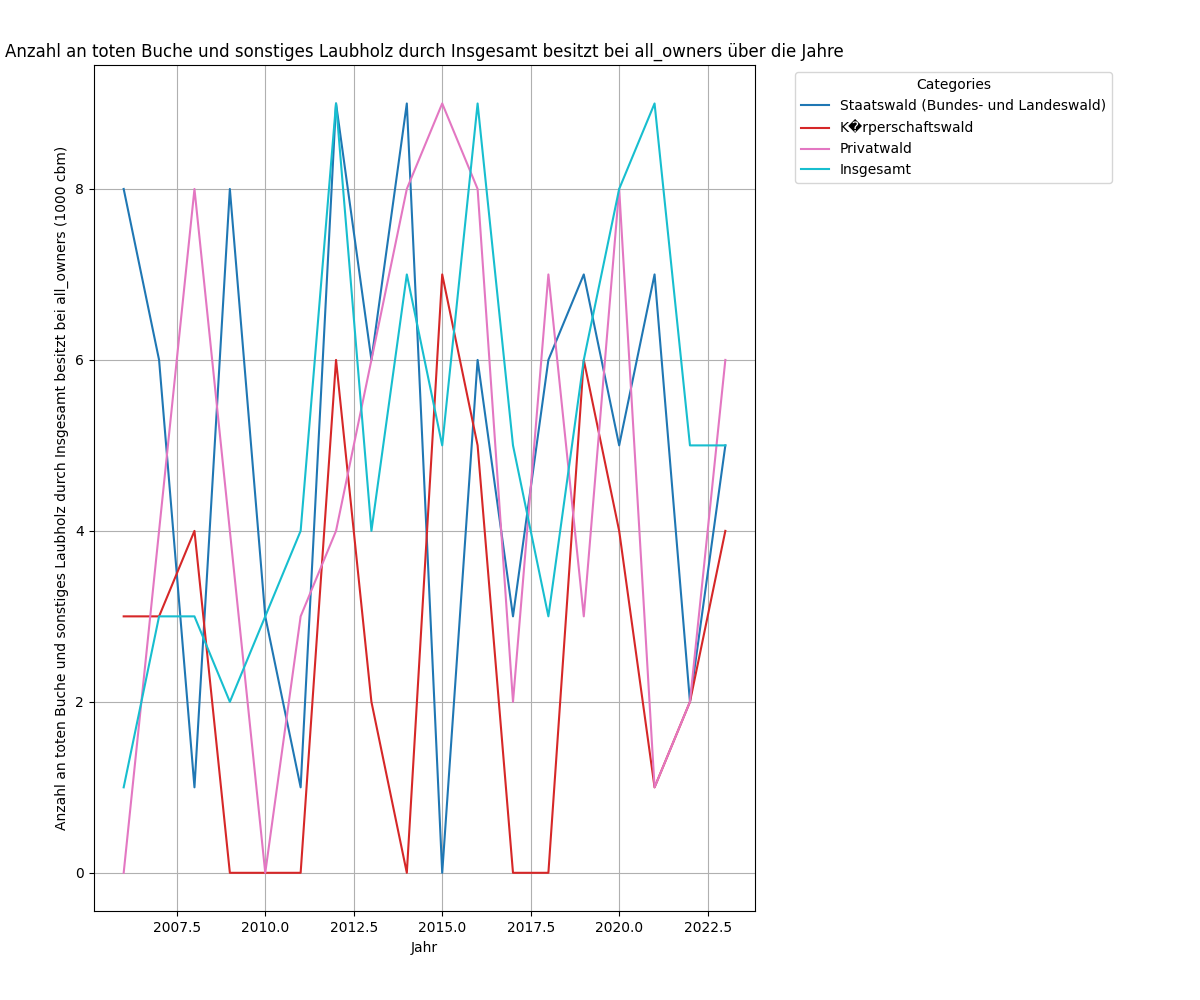 Anzahl an toten Buche und sonstiges Laubholz durch Insgesamt besitzt bei all_owners über die Jahre
Categories
Staatswald (Bundes- und Landeswald)
K�rperschaftswald
Privatwald
Insgesamt
Anzahl an toten Buche und sonstiges Laubholz durch Insgesamt besitzt bei all_owners (1000 cbm)
8
6
4
2
0
2007.5 2010.0 2012.5 2015.0 2017.5 2020.0 2022.5
Jahr